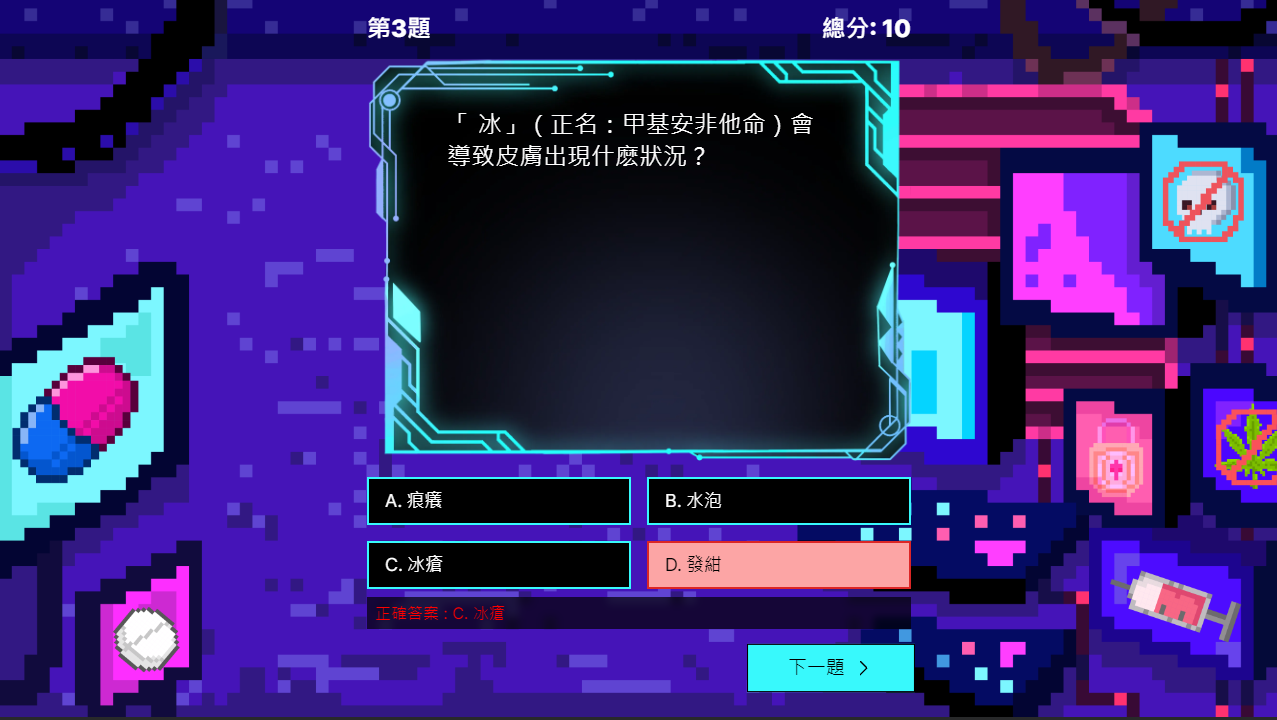 第3題
總分: 10
「 冰 」 ( 正名 : 甲基安非他命 ) 會
導致皮膚出現什麽狀況 ?
A. 痕癢
B. 水泡
C. 冰瘡
D. 發紺
正確答案 : C. 冰瘡
下一題